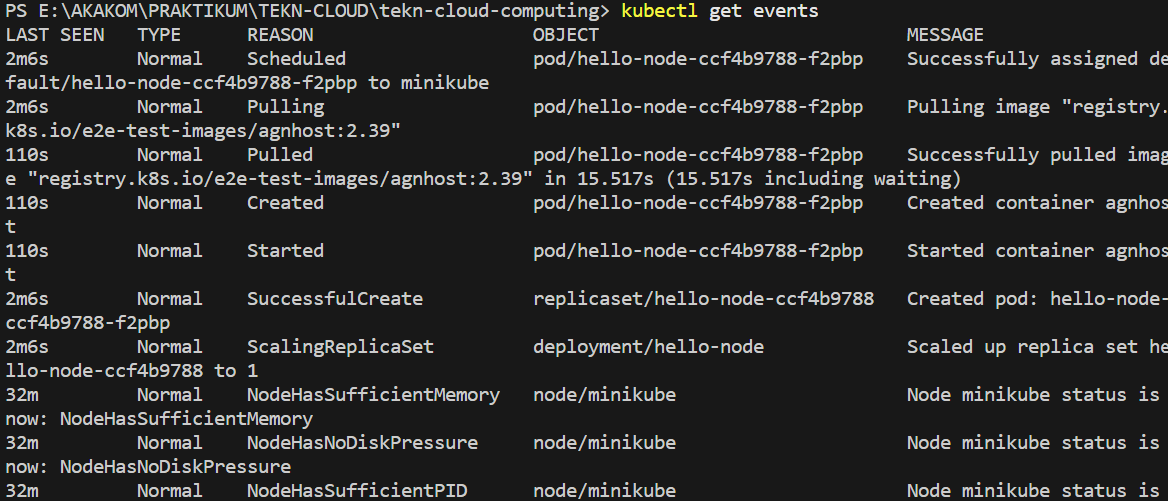 PS E:\AKAKOM\PRAKTIKUM\TEKN-CLOUD\tekn-cloud-computing> kubectl get events
LAST SEEN   TYPE     REASON                    OBJECT                            MESSAGE
2m6s        Normal   Scheduled                 pod/hello-node-ccf4b9788-f2pbp    Successfully assigned de
fault/hello-node-ccf4b9788-f2pbp to minikube
2m6s        Normal   Pulling                   pod/hello-node-ccf4b9788-f2pbp    Pulling image "registry.
k8s.io/e2e-test-images/agnhost:2.39"
110s        Normal   Pulled                    pod/hello-node-ccf4b9788-f2pbp    Successfully pulled imag
e "registry.k8s.io/e2e-test-images/agnhost:2.39" in 15.517s (15.517s including waiting)
110s        Normal   Created                   pod/hello-node-ccf4b9788-f2pbp    Created container agnhos
t
110s        Normal   Started                   pod/hello-node-ccf4b9788-f2pbp    Started container agnhos
t
2m6s        Normal   SuccessfulCreate          replicaset/hello-node-ccf4b9788   Created pod: hello-node-
ccf4b9788-f2pbp
2m6s        Normal   ScalingReplicaSet         deployment/hello-node             Scaled up replica set he
llo-node-ccf4b9788 to 1
32m         Normal   NodeHasSufficientMemory   node/minikube                     Node minikube status is
now: NodeHasSufficientMemory
32m         Normal   NodeHasNoDiskPressure     node/minikube                     Node minikube status is
now: NodeHasNoDiskPressure
32m         Normal   NodeHasSufficientPID      node/minikube                     Node minikube status is